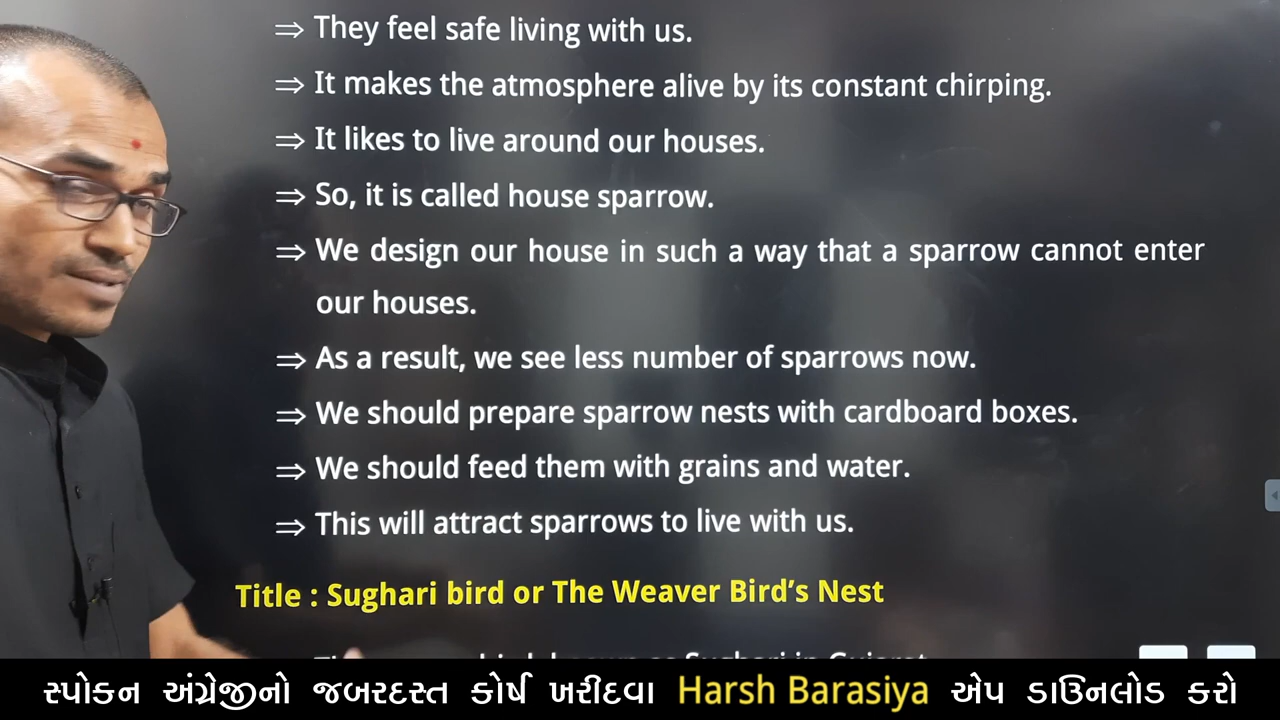 ⇒ They feel safe living with us.
⇒ It makes the atmosphere alive by its constant chirping.
⇒ It likes to live around our houses.
⇒ So, it is called house sparrow.
⇒ We design our house in such a way that a sparrow cannot enter
our houses.
⇒ As a result, we see less number of sparrows now.
⇒ We should prepare sparrow nests with cardboard boxes.
⇒ We should feed them with grains and water.
⇒ This will attract sparrows to live with us.
Title : Sughari bird or The Weaver Bird’s Nest
as Sughari in Gujarat
સ્પોકન અંગ્રેજીનો જબરદસ્ત કોર્ષ ખરીદવા Harsh Barasiya એપ ડાઉનલોડ કરો